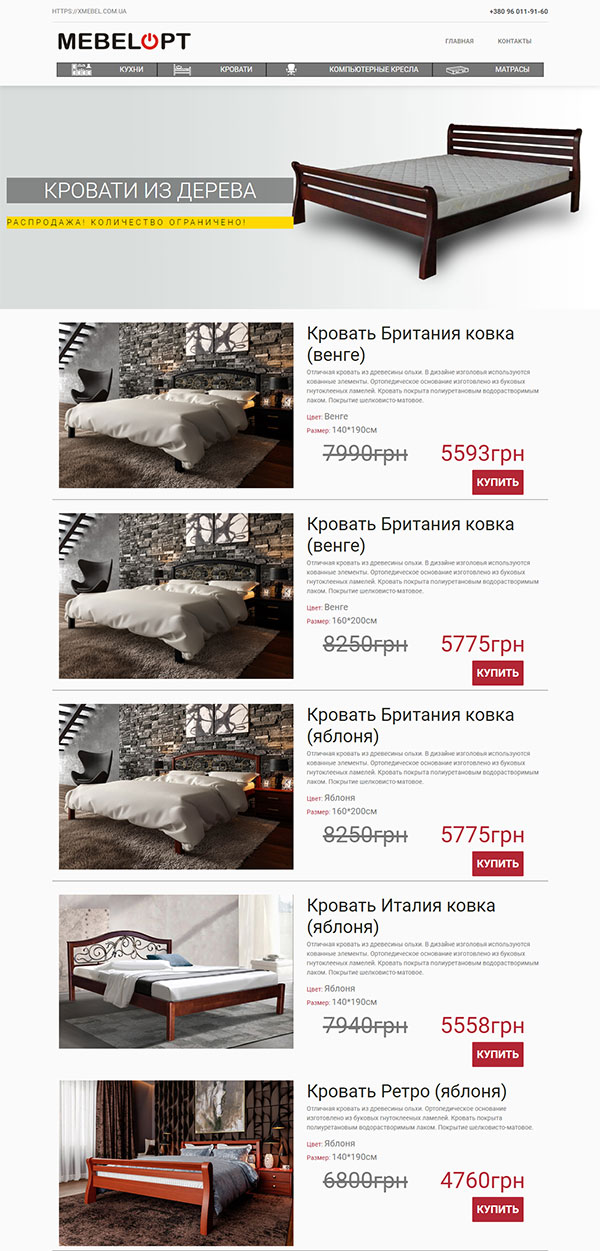 HTTPS://XMEBEL.COM.UA
+380 96 011-91-60
MEBELOPT
ГЛАВНАЯ КОНТАКТЫ
КУХНИ КРОВАТИ КОМПЬЮТЕРНЫЕ КРЕСЛА МАТРАСЫ
КРОВАТИ ИЗ ДЕРЕВА
РАСПРОДАЖА! КОЛИЧЕСТВО ОГРАНИЧЕНО!
Кровать Британия ковка
(венге)
Отличная кровать из древесины ольхи. В дизайне изголовья используются
кованные элементы. Ортопедическое основание изготовлено из буковых
гнутоклееных ламелей. Кровать покрыта полиуретановым водорастворимым
лаком. Покрытие шелковисто-матовое.
Цвет: Венге
Размер: 140*190см
7990грн 5593грн
КУПИТЬ
Кровать Британия ковка
(венге)
Отличная кровать из древесины ольхи. В дизайне изголовья используются
кованные элементы. Ортопедическое основание изготовлено из буковых
гнутоклееных ламелей. Кровать покрыта полиуретановым водорастворимым
лаком. Покрытие шелковисто-матовое.
Цвет: Венге
Размер: 160*200см
8250грн 5775грн
КУПИТЬ
Кровать Британия ковка
(яблоня)
Отличная кровать из древесины ольхи. В дизайне изголовья используются
кованные элементы. Ортопедическое основание изготовлено из буковых
гнутоклееных ламелей. Кровать покрыта полиуретановым водорастворимым
лаком. Покрытие шелковисто-матовое.
Цвет: Яблоня
Размер: 160*200см
8250грн 5775грн
КУПИТЬ
Кровать Италия ковка
(яблоня)
Отличная кровать из древесины ольхи. В дизайне изголовья используются
кованные элементы. Ортопедическое основание изготовлено из буковых
гнутоклееных ламелей. Кровать покрыта полиуретановым водорастворимым
лаком. Покрытие шелковисто-матовое.
Цвет: Яблоня
Размер: 140*190см
7940грн 5558грн
КУПИТЬ
Кровать Ретро (яблоня)
Отличная кровать из древесины ольхи. Ортопедическое основание
изготовлено из буковых гнутоклееных ламелей. Кровать покрыта
полиуретановым водорастворимым лаком. Покрытие шелковисто-матовое.
Цвет: Яблоня
Размер: 140*190см
6800грн 4760грн
КУПИТЬ